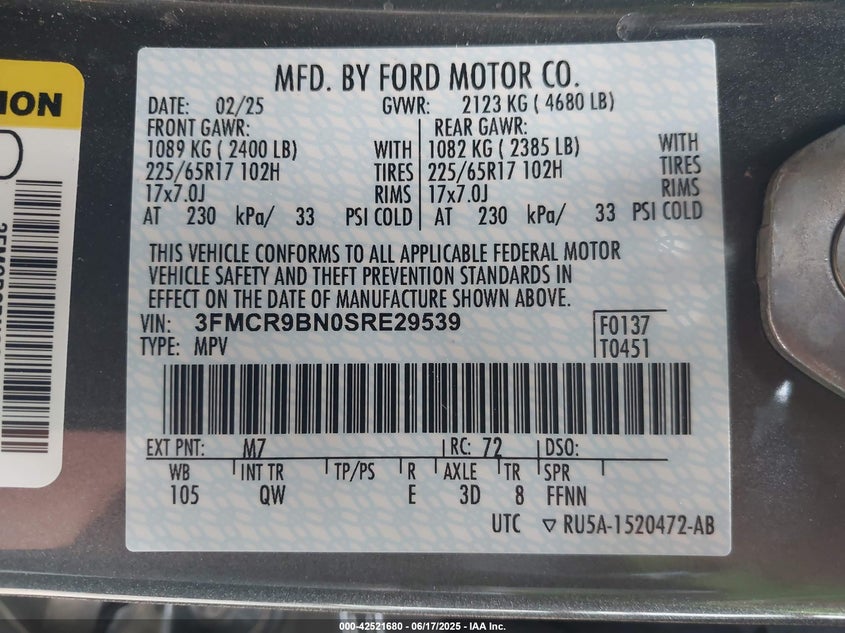 ION
MFD. BY FORD MOTOR CO.
DATE: 02/25 GVWR: 2123 KG ( 4680 LB)
FRONT GAWR: REAR GAWR:
1089 KG ( 2400 LB) WITH 1082 KG ( 2385 LB) WITH
225/65R17 102H TIRES 225/65R17 102H TIRES
17x7.0J RIMS 17x7.0J RIMS
AT 230 kPa/ 33 PSI COLD AT 230 kPa/ 33 PSI COLD
THIS VEHICLE CONFORMS TO ALL APPLICABLE FEDERAL MOTOR
VEHICLE SAFETY AND THEFT PREVENTION STANDARDS IN
EFFECT ON THE DATE OF MANUFACTURE SHOWN ABOVE.
VIN: 3FMCR9BN0SRE29539 F0137
TYPE: MPV T0451
EXT PNT: M7 RC: 72 DSO:
WB INT TR TP/PS R AXLE TR SPR
105 QW E 3D 8 FFNN
UTC ▽ RU5A-1520472-AB
000-42521680 - 06/17/2025 - IAA Inc.